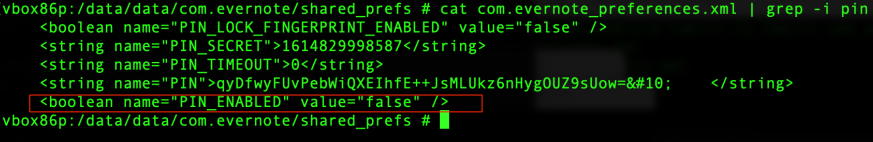 vbox86p:/data/data/com.evernote/shared_prefs # cat com.evernote_preferences.xml | grep -i pin
<boolean name="PIN_LOCK_FINGERPRINT_ENABLED" value="false" />
<string name="PIN_SECRET">1614829998587</string>
<string name="PIN_TIMEOUT">0</string>
<string name="PIN">qyDfwyFUvPebWiQXEIhfE++JsMLUkz6nHygOUZ9sUow=&#10;    </string>
<boolean name="PIN_ENABLED" value="false" />
vbox86p:/data/data/com.evernote/shared_prefs #